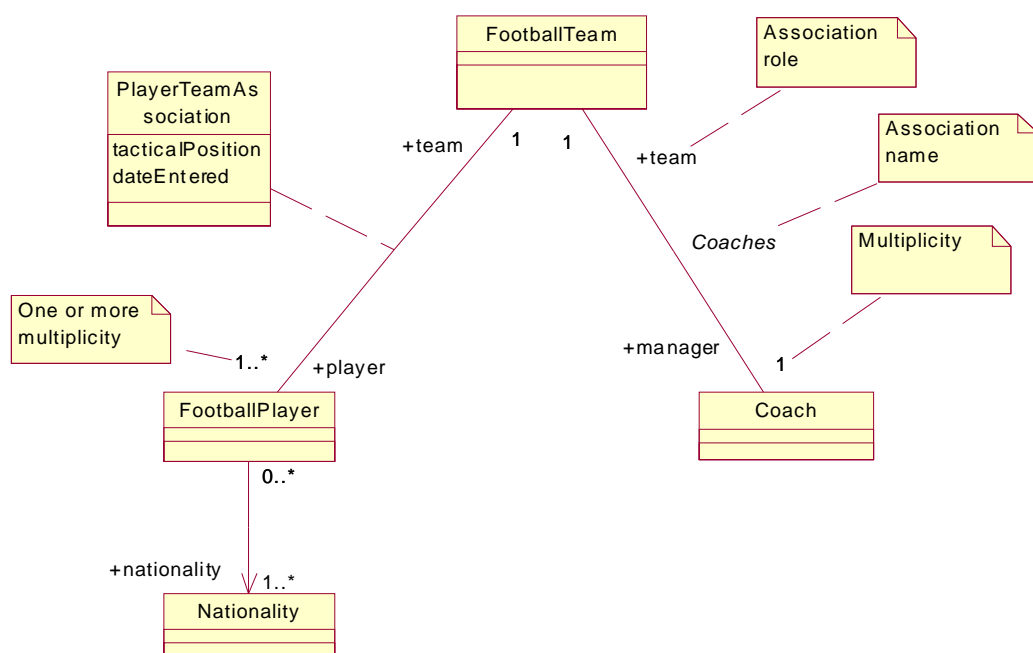 FootballTeam
Association
role
PlayerTeamAs
sociation
tacticalPosition
dateEntered
+team
1
1
+team
Association
name
Coaches
Multiplicity
One or more
multiplicity
1..*
+player
+manager
1
FootballPlayer
Coach
0..*
+nationality
1..*
Nationality